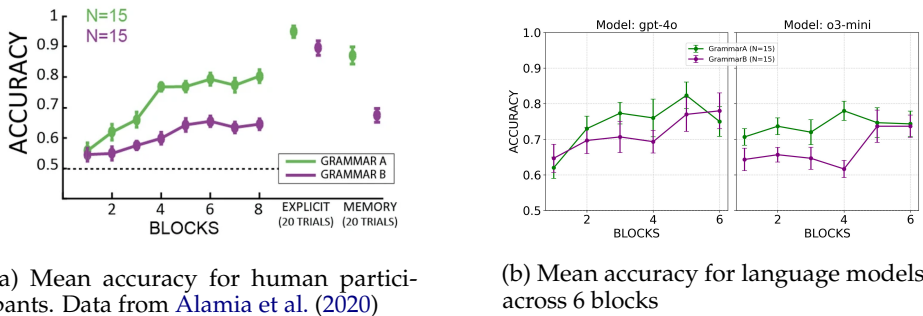 N=15
N=15
ACCURACY
1
0.9
0.8
0.7
0.6
0.5
2 4 6 8
BLOCKS
EXPLICIT
(20 TRIALS)
MEMORY
(20 TRIALS)
GRAMMAR A
GRAMMAR B
a) Mean accuracy for human partici-
pants. Data from Alamia et al. (2020)
Model: gpt-4o
Model: o3-mini
GrammarA (N=15)
GrammarB (N=15)
ACCURACY
1.0
0.9
0.8
0.7
0.6
0.5
2 4 6
BLOCKS
2 4 6
BLOCKS
(b) Mean accuracy for language models
across 6 blocks